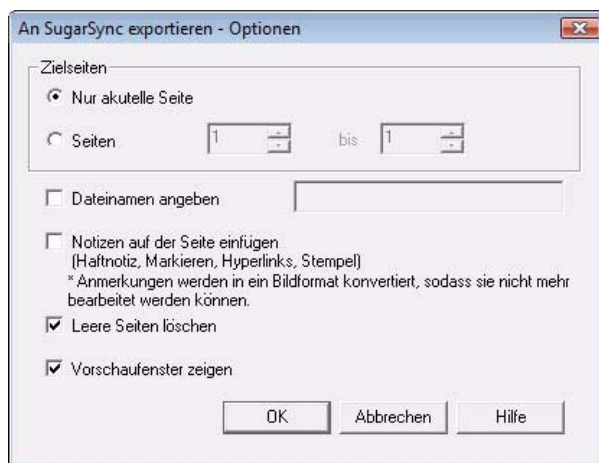 An SugarSync exportieren - Optionen
Zielseiten
Nur akutelle Seite
Seiten 1 bis 1
Dateinamen angeben
Notizen auf der Seite einfügen
(Haftnotiz, Markieren, Hyperlinks, Stempel)
* Anmerkungen werden in ein Bildformat konvertiert, sodass sie nicht mehr
bearbeitet werden können.
Leere Seiten löschen
Vorschaufenster zeigen
OK Abbrechen Hilfe